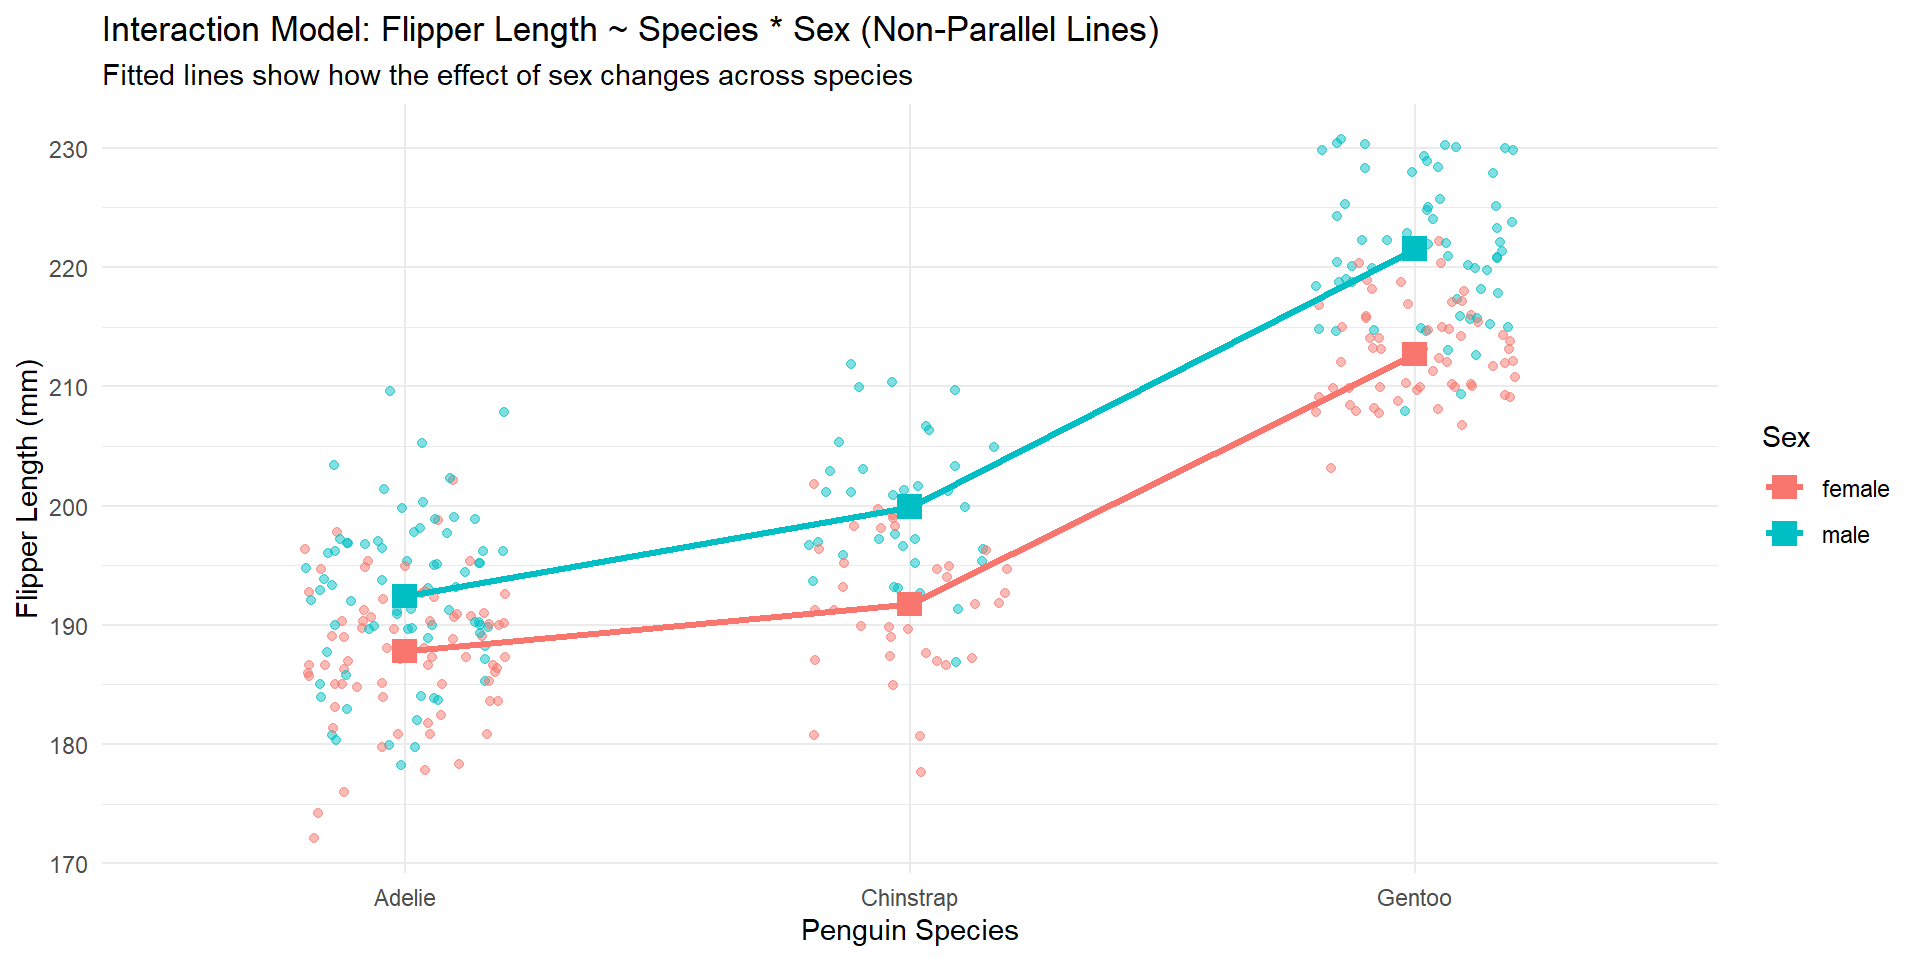 Interaction Model: Flipper Length ~ Species * Sex (Non-Parallel Lines)
Fitted lines show how the effect of sex changes across species
Flipper Length (mm)
230
220
210
200
190
180
170
Adelie
Chinstrap
Gentoo
Penguin Species
Sex
female
male